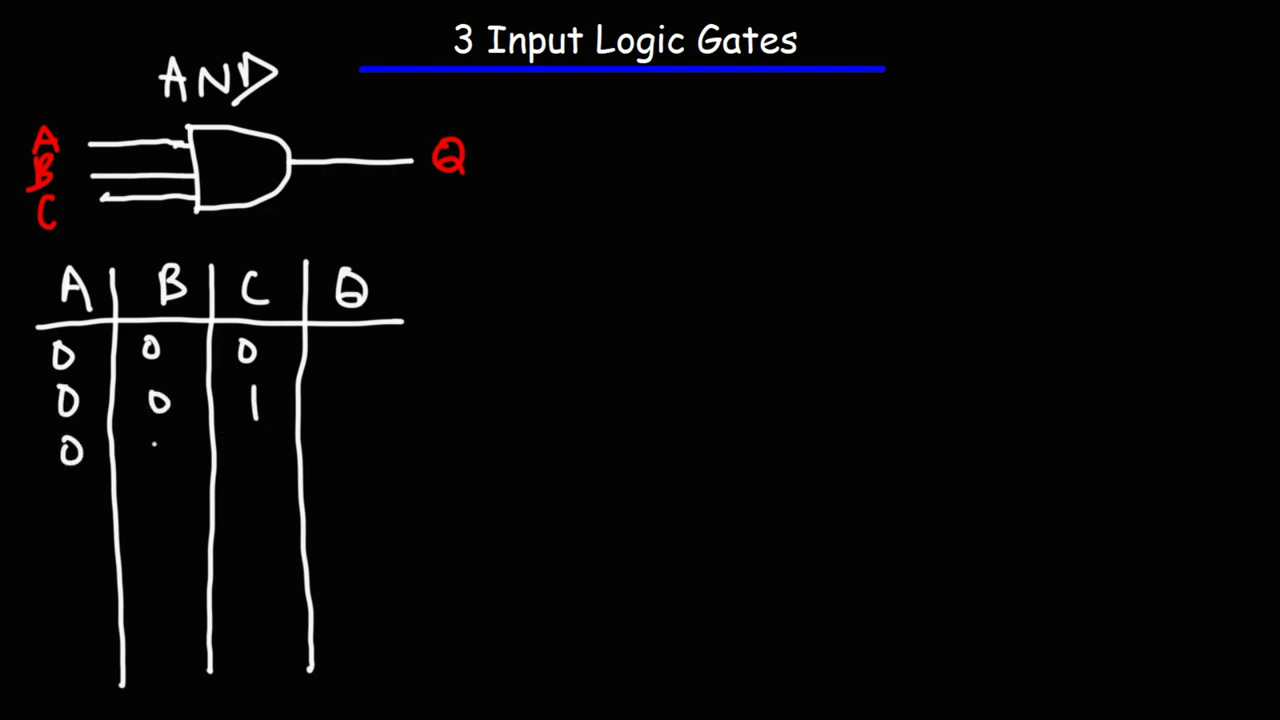 3 Input Logic Gates
AND
A
B
C
Q
A B C Q
0 0 0
0 0 1
0